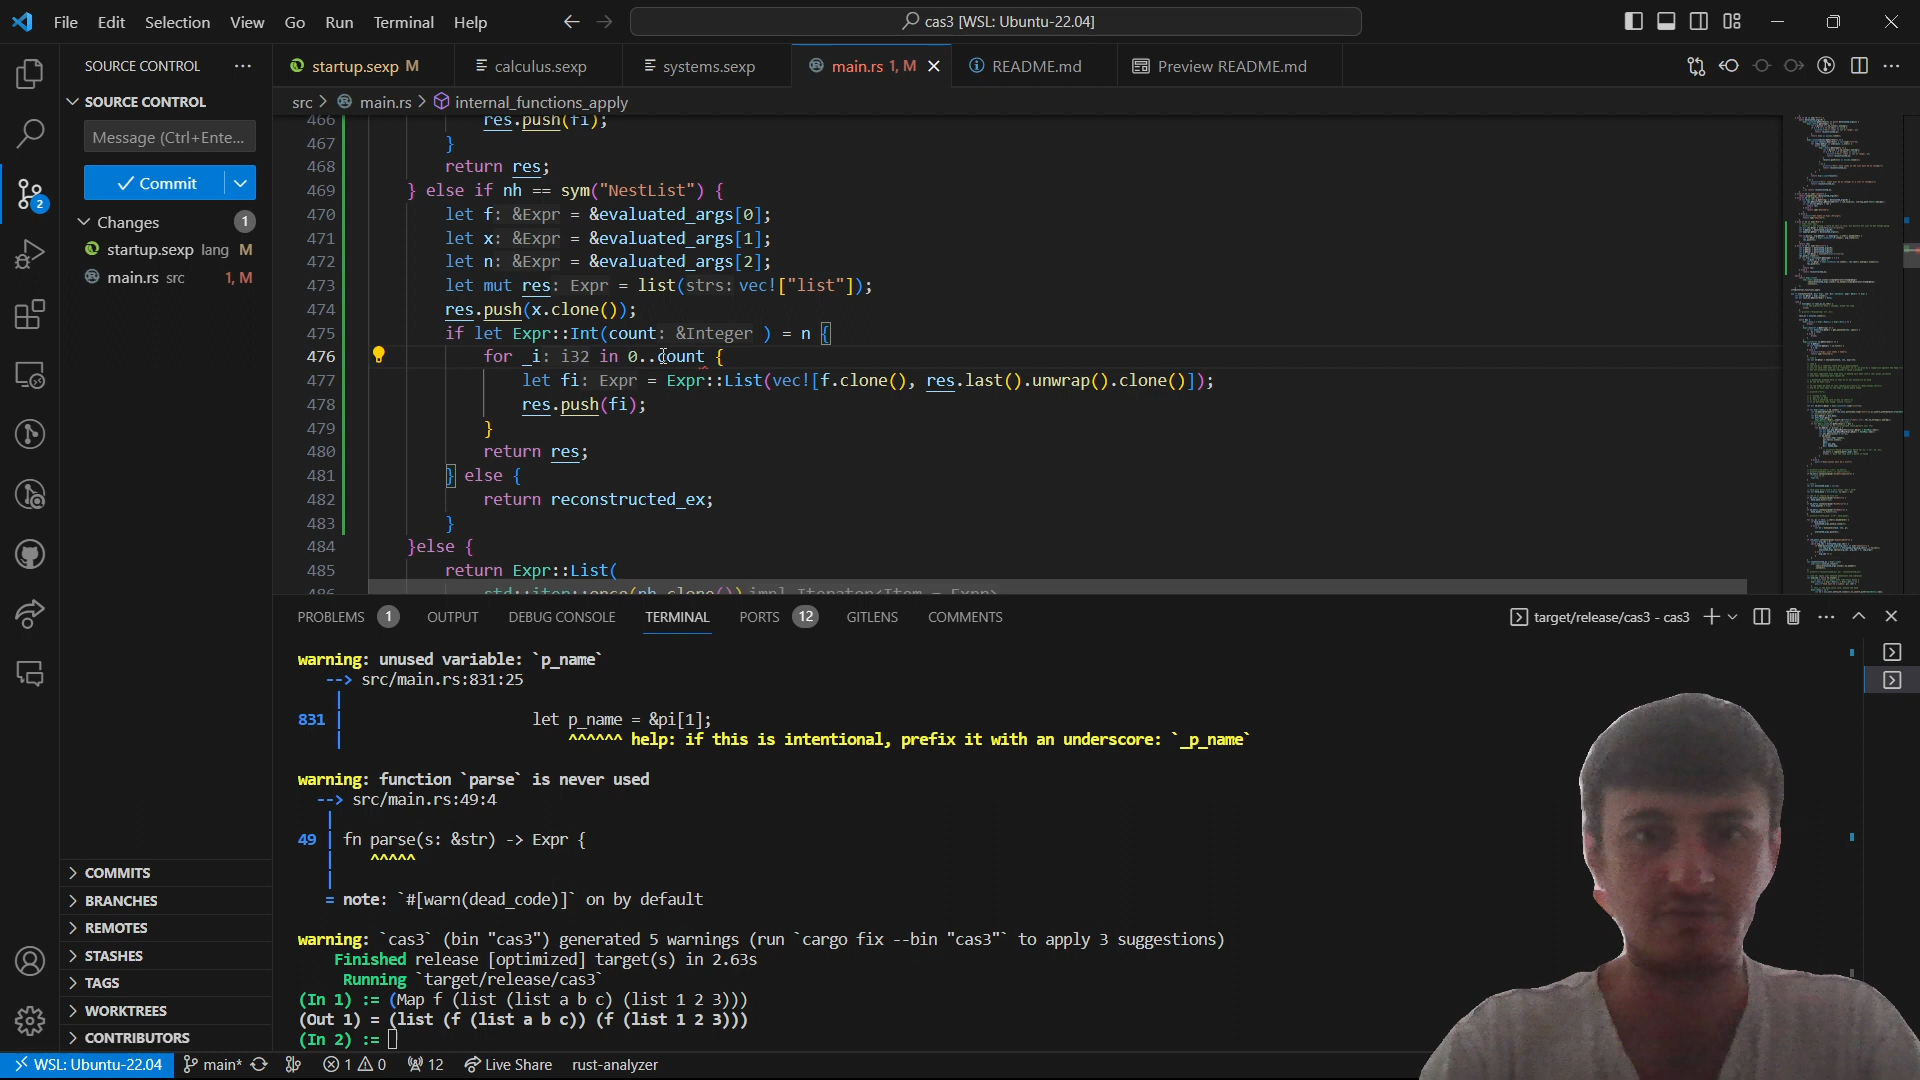 File Edit Selection View Go Run Terminal Help
cas3 [WSL: Ubuntu-22.04]
SOURCE CONTROL
startup.sexp M
calculus.sexp
systems.sexp
main.rs 1, M
README.md
Preview README.md
SOURCE CONTROL
src > main.rs > internal_functions_apply
Message (Ctrl+Ente...
Commit
Changes 1
startup.sexp lang M
main.rs src 1, M
2
466 res.push(fi);
467 }
468 return res;
469 } else if nh == sym("NestList") {
470 let f: &Expr = &evaluated_args[0];
471 let x: &Expr = &evaluated_args[1];
472 let n: &Expr = &evaluated_args[2];
473 let mut res: Expr = list(strs: vec!["list"]);
474 res.push(x.clone());
475 if let Expr::Int(count: &Integer ) = n {
476 for _i: i32 in 0..count {
477 let fi: Expr = Expr::List(vec![f.clone(), res.last().unwrap().clone()]);
478 res.push(fi);
479 }
480 return res;
481 } else {
482 return reconstructed_ex;
483 }
484 }else {
485 return Expr::List(
486 std::iter::once(nh.clone()) impl Iterator<Item = Expr>
PROBLEMS 1 OUTPUT DEBUG CONSOLE TERMINAL PORTS 12 GITLENS COMMENTS
target/release/cas3 - cas3
warning: unused variable: `p_name`
--> src/main.rs:831:25
|
831 | let p_name = &pi[1];
| ^^^^^^ help: if this is intentional, prefix it with an underscore: `_p_name`
warning: function `parse` is never used
--> src/main.rs:49:4
|
49 | fn parse(s: &str) -> Expr {
| ^^^^^
|
= note: `#[warn(dead_code)]` on by default
warning: `cas3` (bin "cas3") generated 5 warnings (run `cargo fix --bin "cas3"` to apply 3 suggestions)
Finished release [optimized] target(s) in 2.63s
Running `target/release/cas3`
(In 1) := (Map f (list (list a b c) (list 1 2 3)))
(Out 1) = (list (f (list a b c)) (f (list 1 2 3)))
(In 2) :=
COMMITS
BRANCHES
REMOTES
STASHES
TAGS
WORKTREES
CONTRIBUTORS
WSL: Ubuntu-22.04 main* 1 0 12 Live Share rust-analyzer